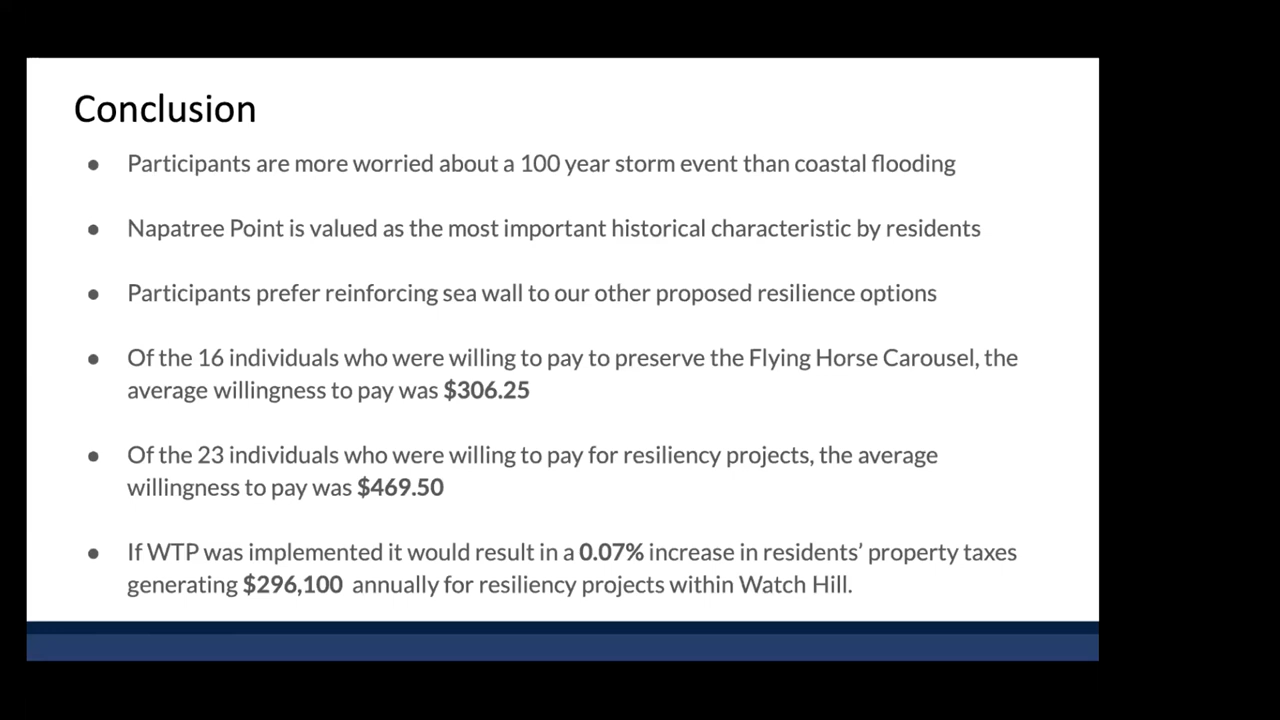 Conclusion
● Participants are more worried about a 100 year storm event than coastal flooding
● Napatree Point is valued as the most important historical characteristic by residents
● Participants prefer reinforcing sea wall to our other proposed resilience options
● Of the 16 individuals who were willing to pay to preserve the Flying Horse Carousel, the
average willingness to pay was $306.25
● Of the 23 individuals who were willing to pay for resiliency projects, the average
willingness to pay was $469.50
● If WTP was implemented it would result in a 0.07% increase in residents’ property taxes
generating $296,100 annually for resiliency projects within Watch Hill.